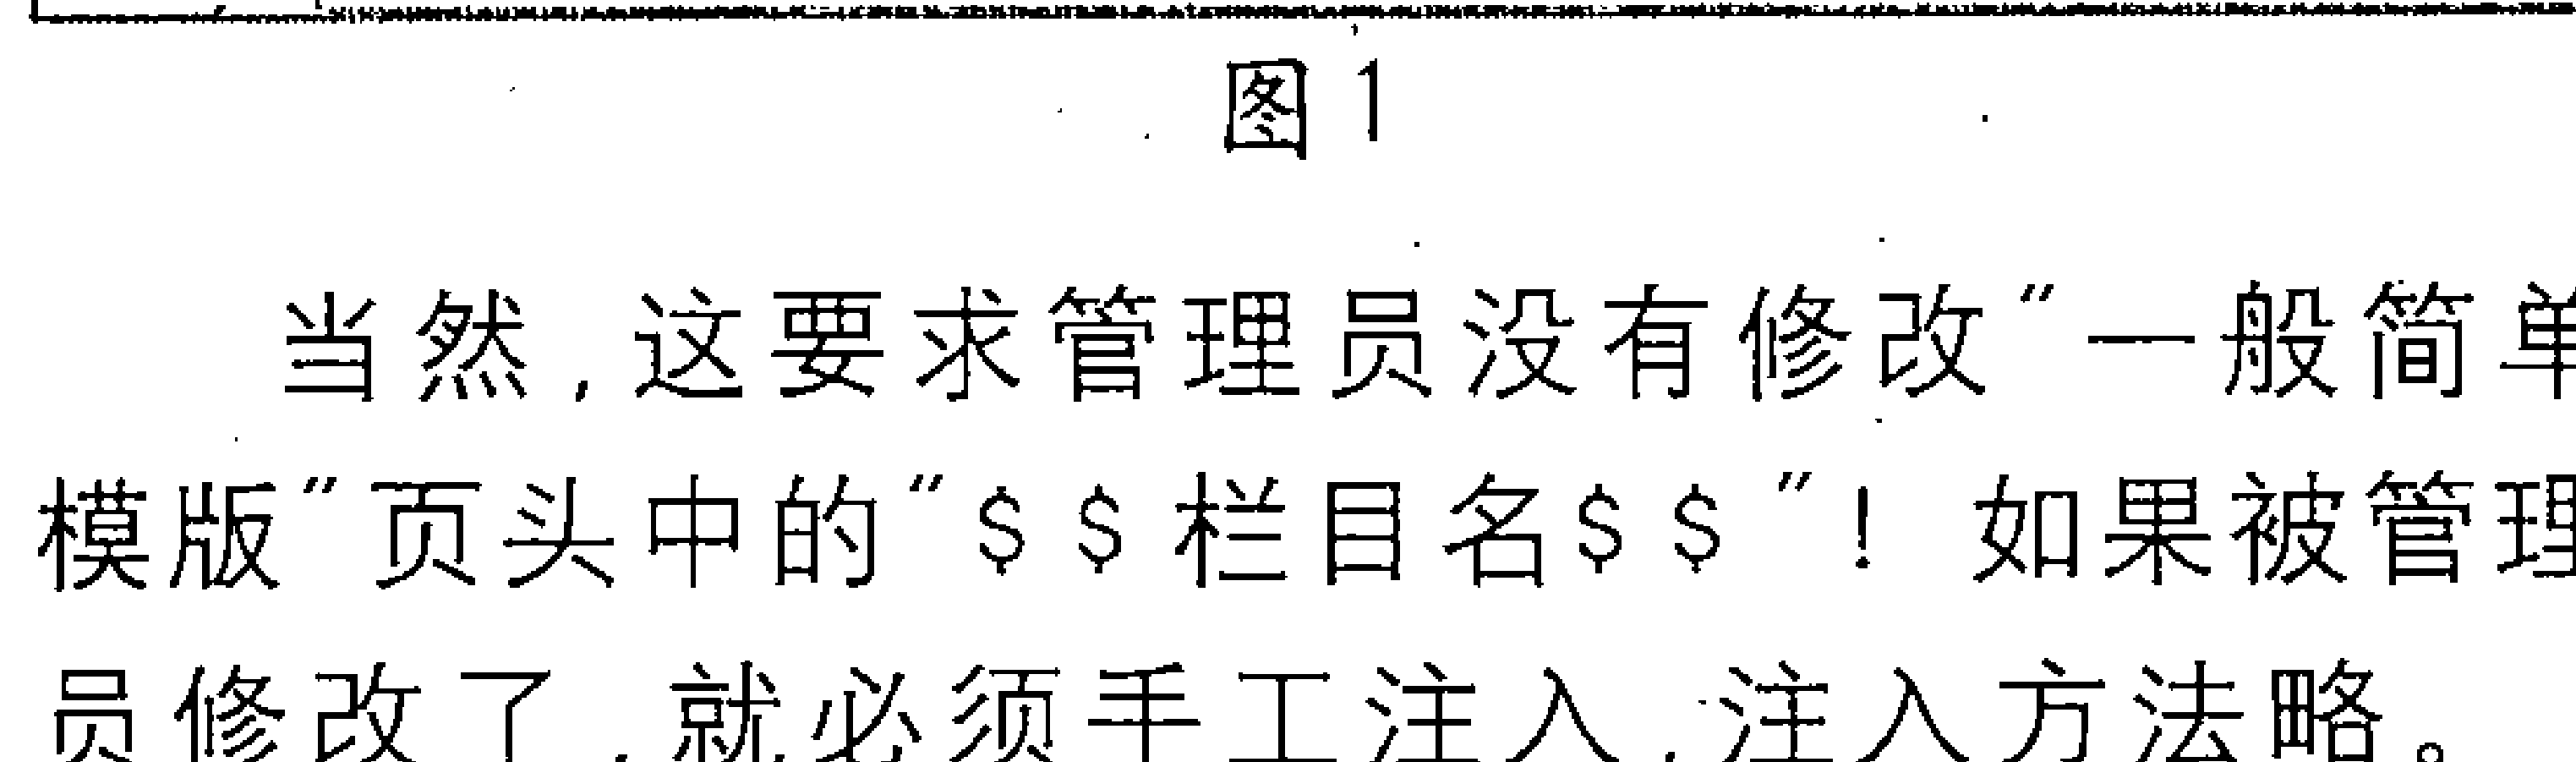 图1
当然,这要求管理员没有修改"一般简单
模版"页头中的"$$栏目名$$"!如果被管理
员修改了,就必须手工注入,注入方法略。